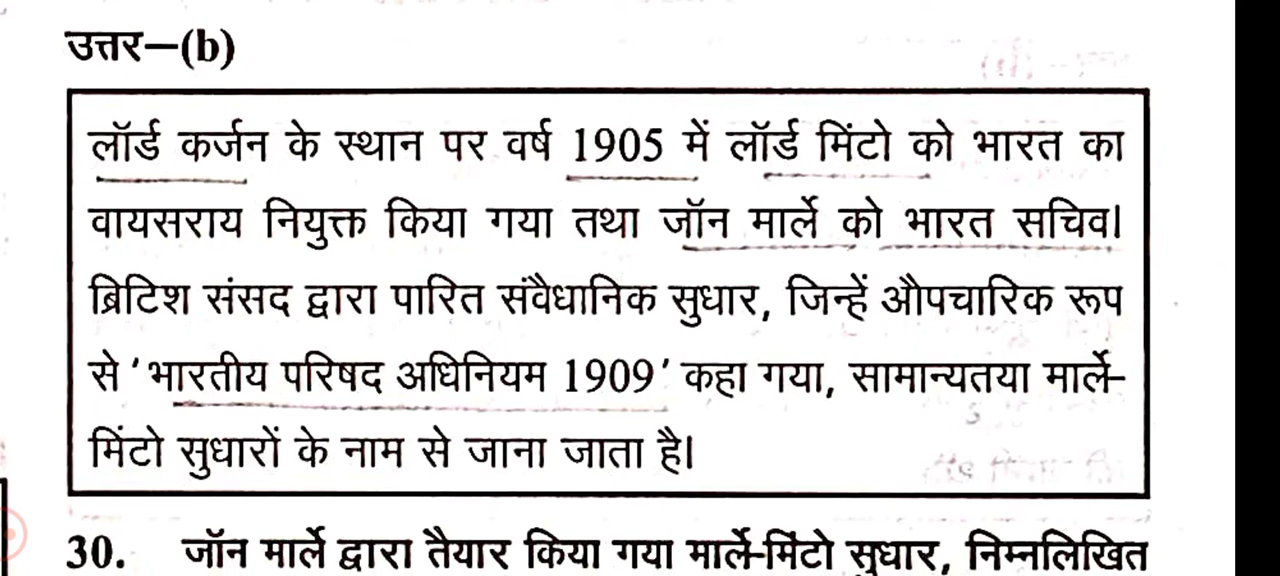 उत्तर–(b)
लॉर्ड कर्जन के स्थान पर वर्ष 1905 में लॉर्ड मिंटो को भारत का
वायसराय नियुक्त किया गया तथा जॉन मार्ले को भारत सचिव।
ब्रिटिश संसद द्वारा पारित संवैधानिक सुधार, जिन्हें औपचारिक रूप
से ‘भारतीय परिषद अधिनियम 1909’ कहा गया, सामान्यतया मार्ले-
मिंटो सुधारों के नाम से जाना जाता है।
30. जॉन मार्ले द्वारा तैयार किया गया मार्ले-मिंटो सुधार, निम्नलिखित